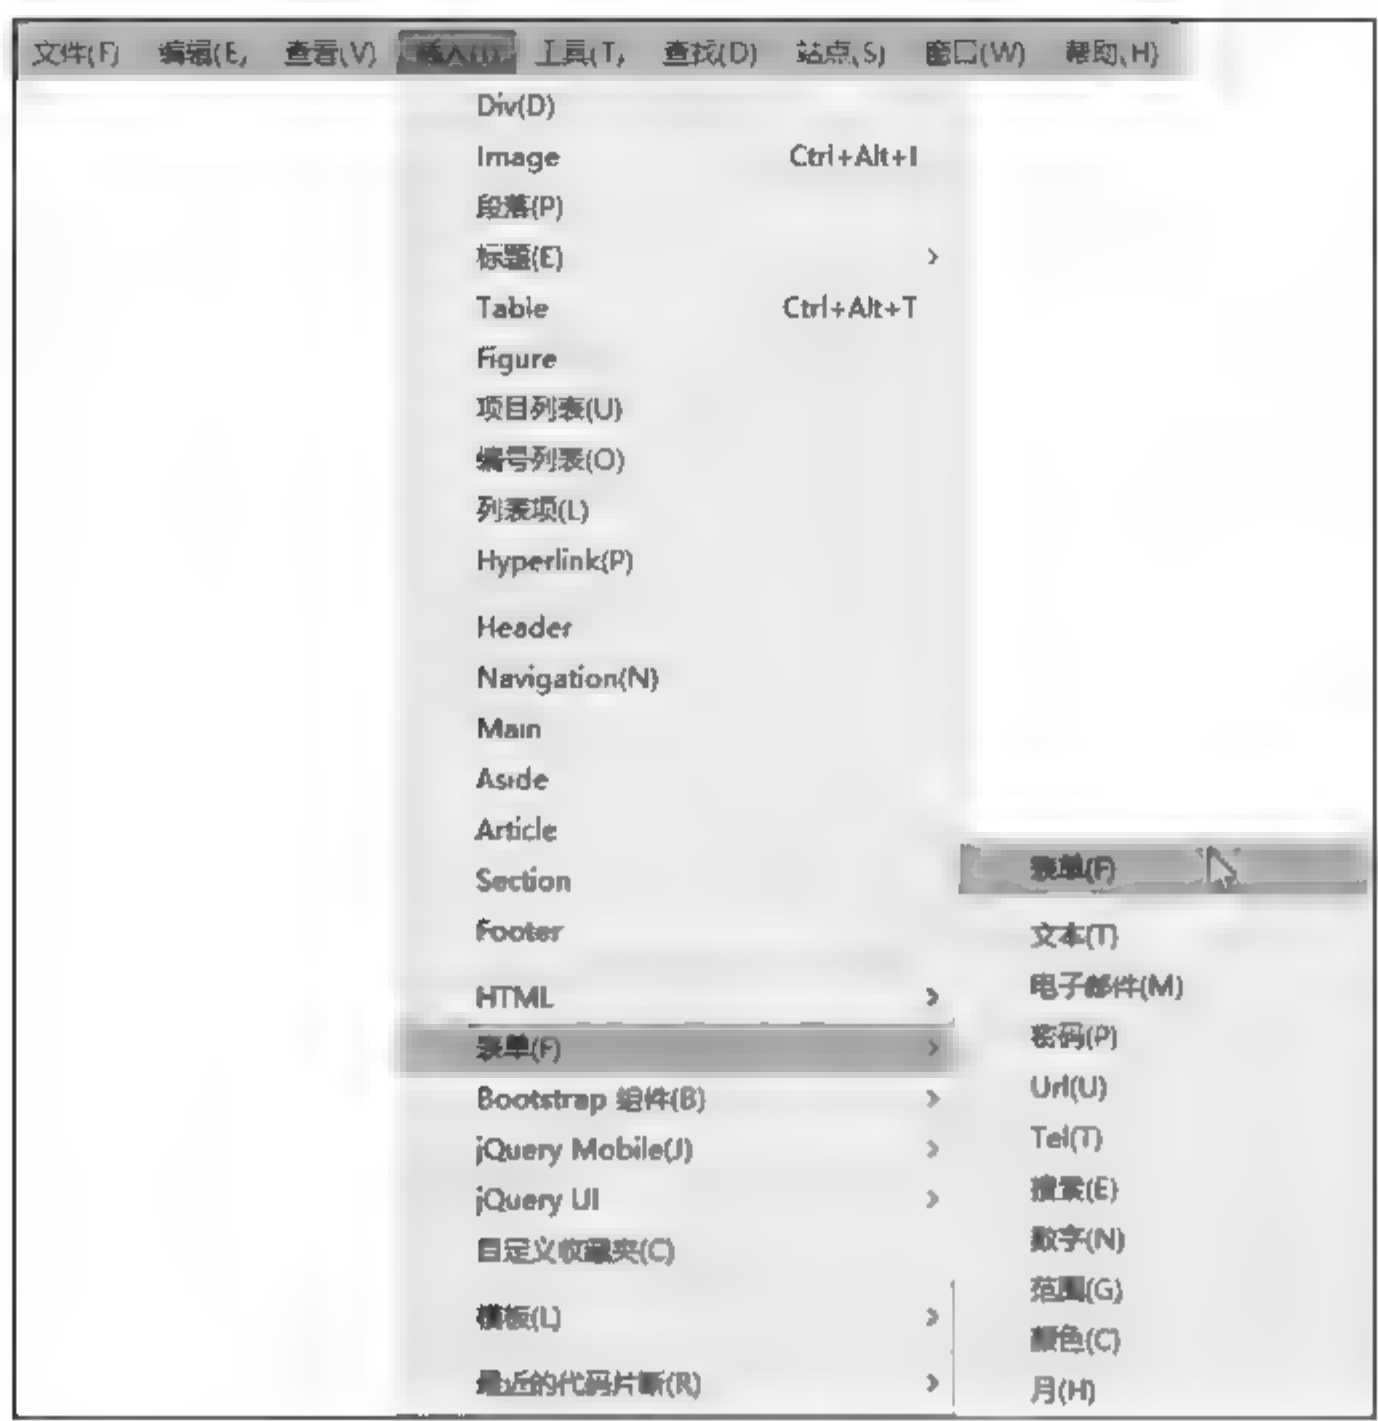 文件(F) 编辑(E) 查看(V) 插入(I) 工具(T) 查找(D) 站点(S) 窗口(W) 帮助(H)
Div(D)
Image Ctrl+Alt+I
段落(P)
标题(E) >
Table Ctrl+Alt+T
Figure
项目列表(U)
编号列表(O)
列表项(L)
Hyperlink(P)
Header
Navigation(N)
Main
Aside
Article
Section
Footer
HTML >
表单(F) >
Bootstrap 组件(B) >
jQuery Mobile(J) >
jQuery UI >
自定义收藏夹(C)
模板(L) >
最近的代码片断(R) >
表单(F)
文本(T)
电子邮件(M)
密码(P)
Url(U)
Tel(T)
搜索(E)
数字(N)
范围(G)
颜色(C)
月(H)